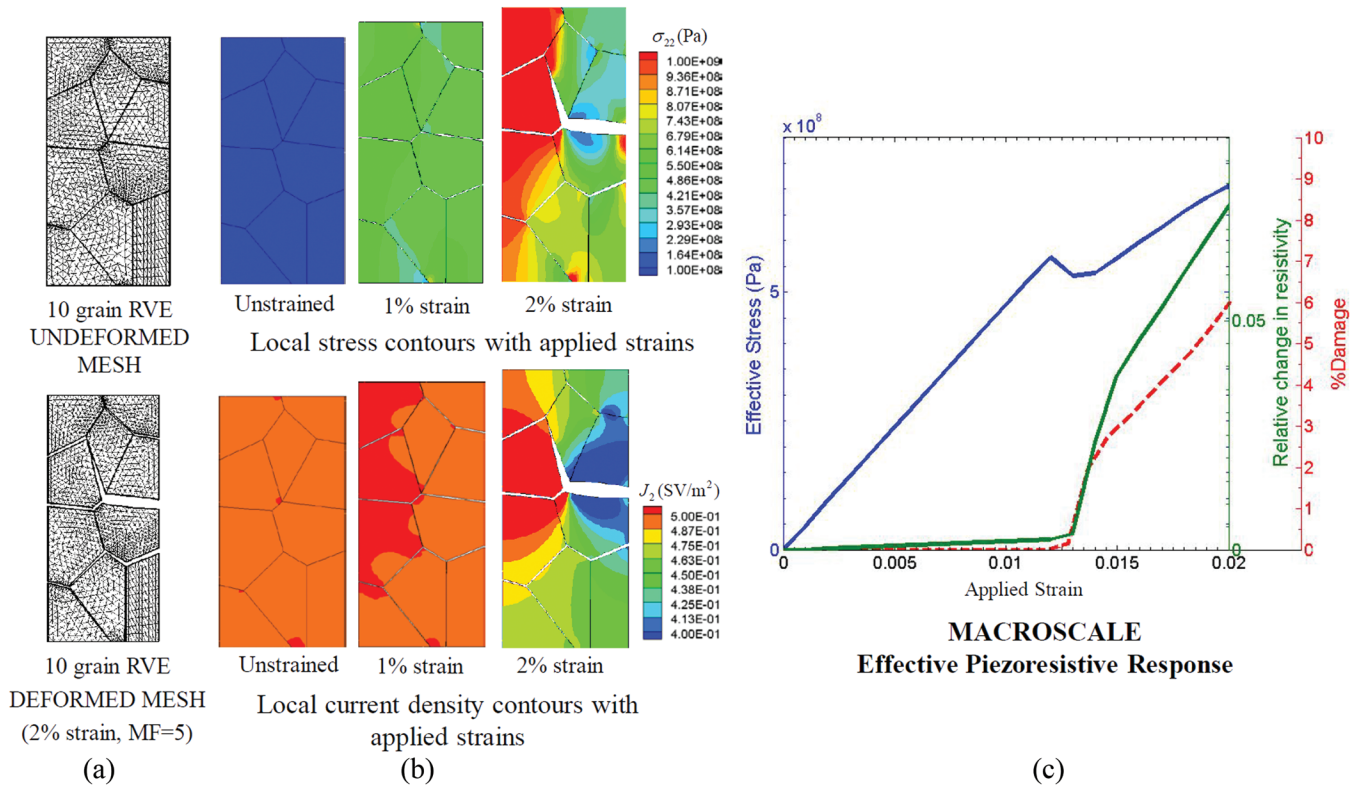 10 grain RVE
UNDEFORMED
MESH
10 grain RVE
DEFORMED MESH
(2% strain, MF=5)
(a)
σ22 (Pa)
1.00E+09
9.36E+08
8.71E+08
8.07E+08
7.43E+08
6.79E+08
6.14E+08
5.50E+08
4.86E+08
4.21E+08
3.57E+08
2.93E+08
2.29E+08
1.64E+08
1.00E+08
Unstrained
1% strain
2% strain
Local stress contours with applied strains
J2 (SV/m²)
5.00E-01
4.88E-01
4.75E-01
4.63E-01
4.50E-01
4.38E-01
4.25E-01
4.13E-01
4.00E-01
Unstrained
1% strain
2% strain
Local current density contours with
applied strains
(b)
x 10⁸
Effective Stress (Pa)
5
0
0
0.005
0.01
0.015
0.02
Applied Strain
0.05
0
Relative change in resistivity
10
9
8
7
6
5
4
3
2
1
0
%Damage
MACROSCALE
Effective Piezoresistive Response
(c)